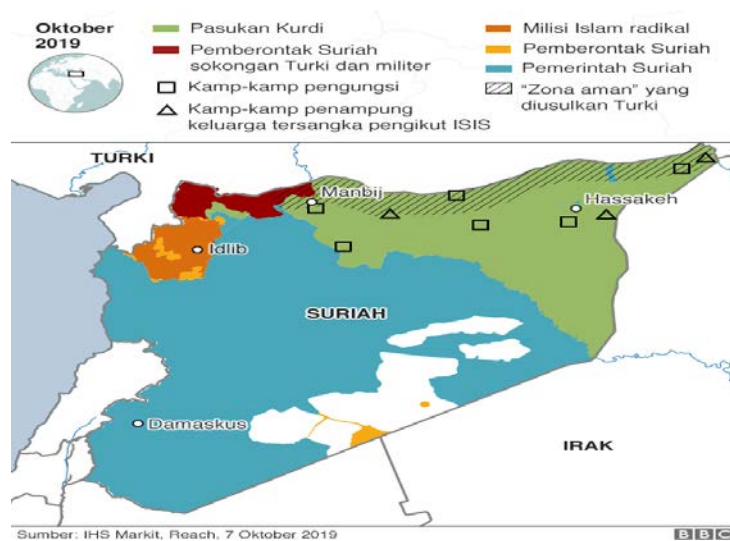 Oktober
2019
Pasukan Kurdi
Pemberontak Suriah
sokongan Turki dan militer
Kamp-kamp pengungsi
Kamp-kamp penampung
keluarga tersangka pengikut ISIS
Milisi Islam radikal
Pemberontak Suriah
Pemerintah Suriah
"Zona aman" yang
diusulkan Turki
TURKI
Manbij
Hassakeh
Idlib
SURIAH
Damaskus
IRAK
Sumber: IHS Markit, Reach, 7 Oktober 2019
BBC